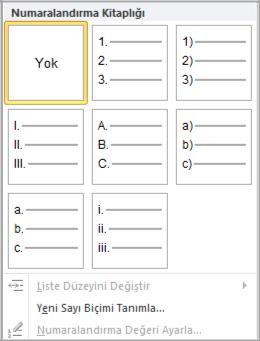 Numaralandırma Kitaplığı
Yok
1.
2.
3.
1)
2)
3)
I.
II.
III.
A.
B.
C.
a)
b)
c)
a.
b.
c.
i.
ii.
iii.
Liste Düzeyini Değiştir
Yeni Sayı Biçimi Tanımla...
Numaralandırma Değeri Ayarla...